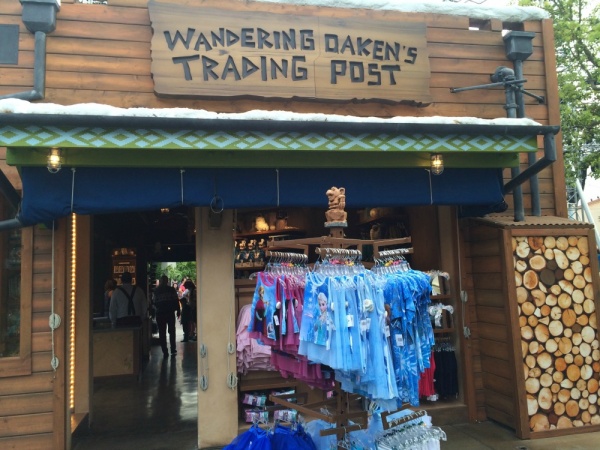 WANDERING OAKEN'S
TRADING POST